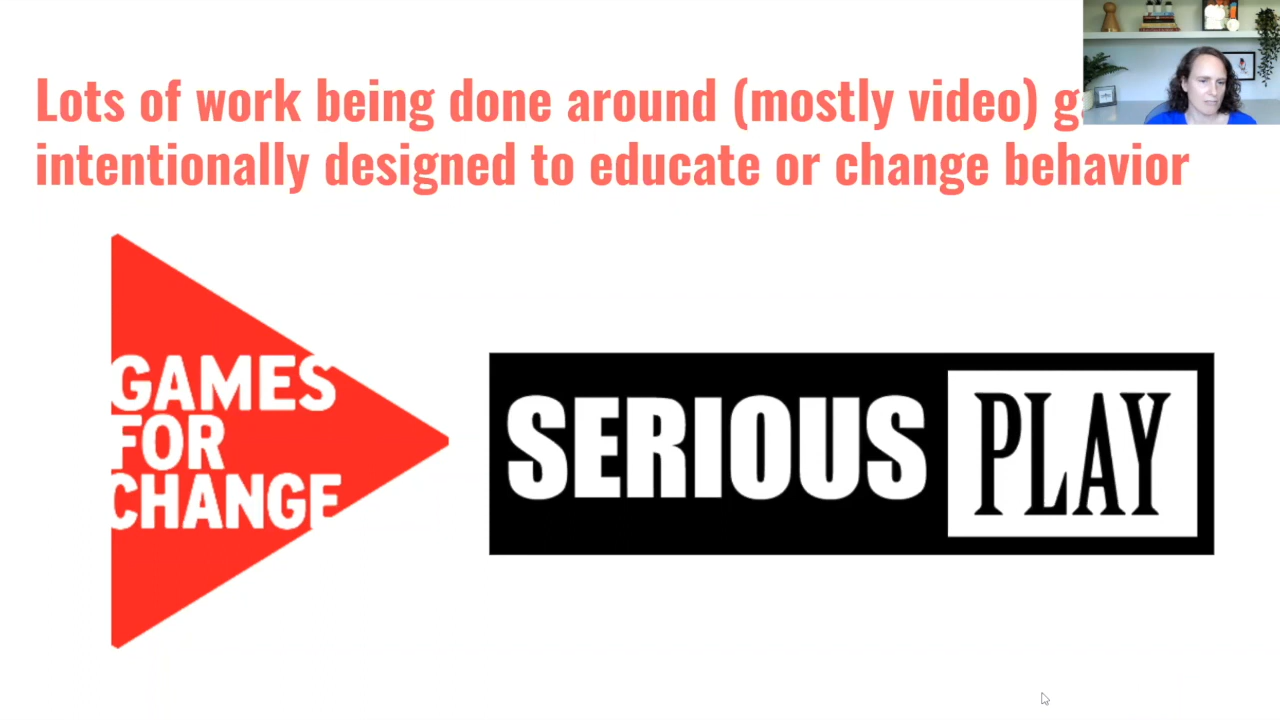 Lots of work being done around (mostly video)
intentionally designed to educate or change behavior
GAMES
FOR
CHANGE
SERIOUS PLAY